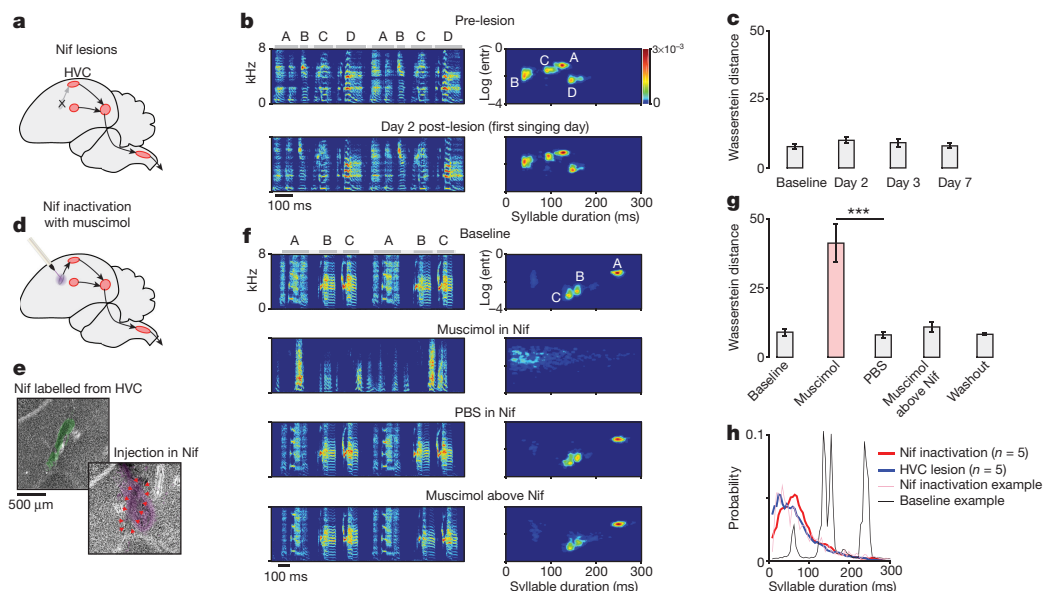 a
Nif lesions
HVC
X
b
Pre-lesion
A B C D A B C D
8
kHz
0
0
Log (entr)
−4
A
B
C
D
3×10⁻³
0
Day 2 post-lesion (first singing day)
100 ms
0 100 200 300
Syllable duration (ms)
c
Wasserstein distance
50
25
0
Baseline Day 2 Day 3 Day 7
d
Nif inactivation
with muscimol
e
Nif labelled from HVC
Injection in Nif
500 µm
f
Baseline
A B C A B C
8
kHz
0
0
Log (entr)
−4
A
B
C
Muscimol in Nif
PBS in Nif
Muscimol above Nif
100 ms
0 100 200 300
Syllable duration (ms)
g
Wasserstein distance
50
25
0
***
Baseline
Muscimol
PBS
Muscimol
above Nif
Washout
h
Probability
0.1
0
Nif inactivation (n = 5)
HVC lesion (n = 5)
Nif inactivation example
Baseline example
0 100 200 300
Syllable duration (ms)